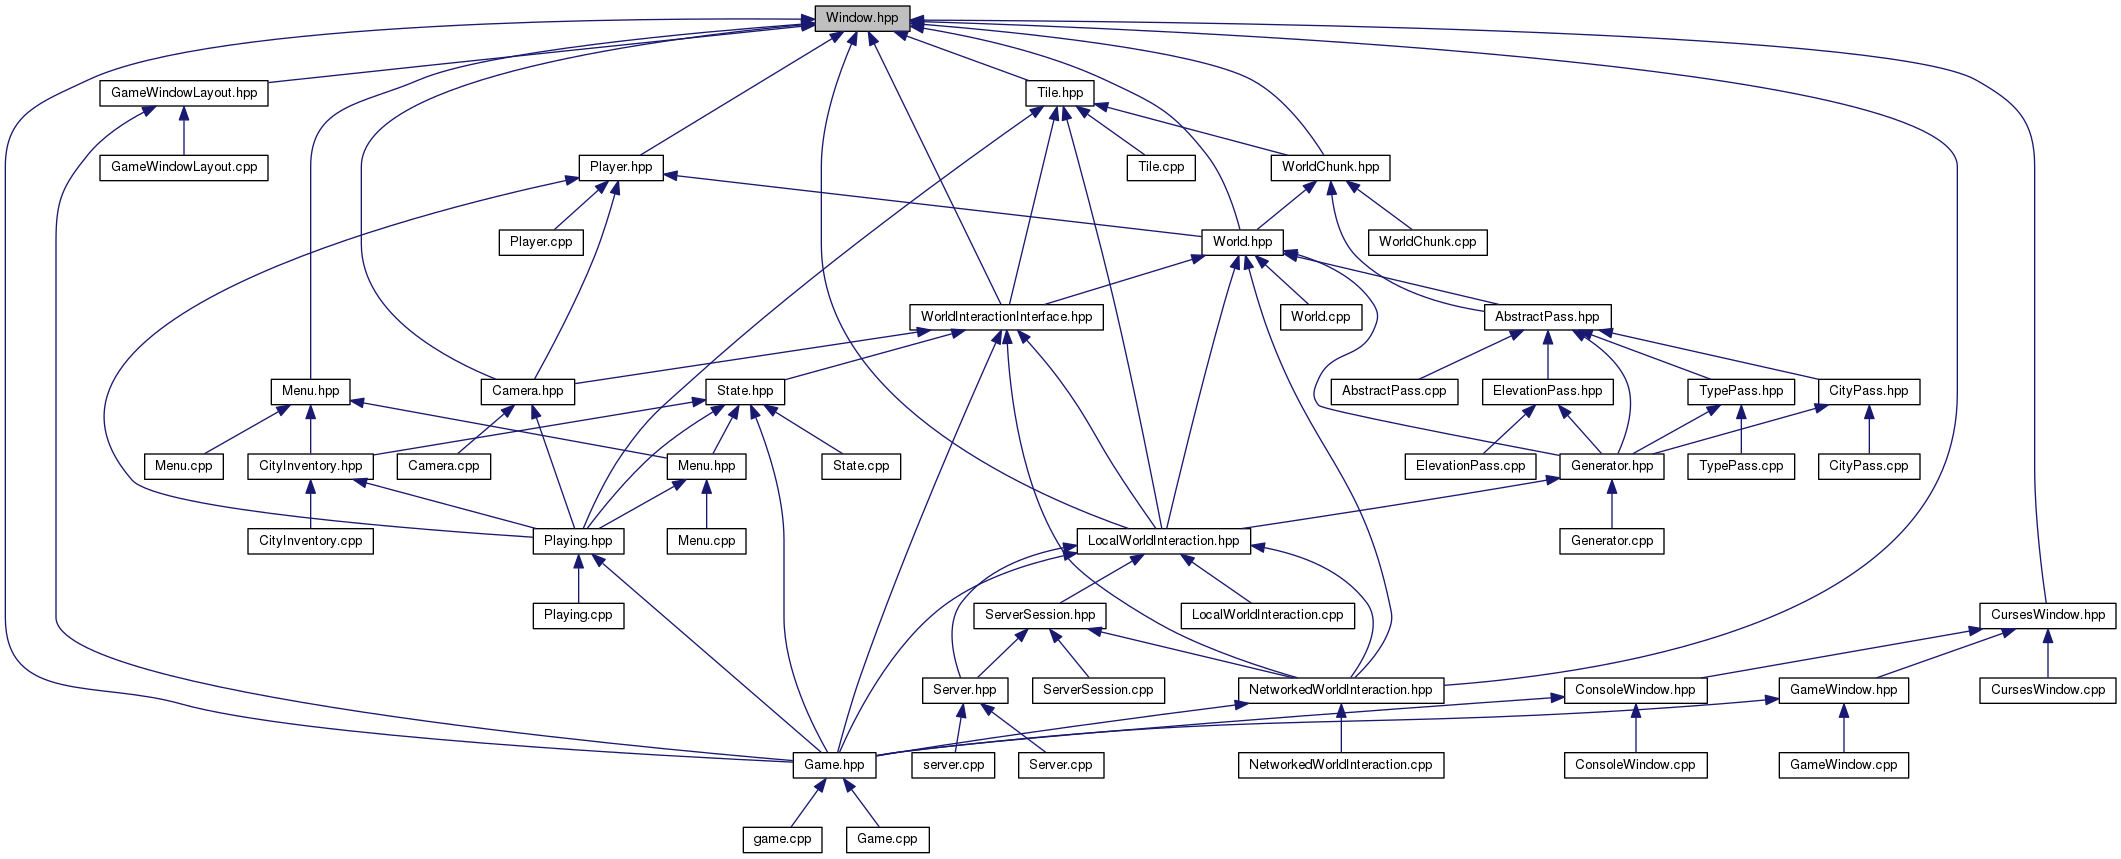 Window.hpp
GameWindowLayout.hpp
Tile.hpp
GameWindowLayout.cpp
Player.hpp
Tile.cpp
WorldChunk.hpp
Player.cpp
World.hpp
WorldChunk.cpp
WorldInteractionInterface.hpp
World.cpp
AbstractPass.hpp
Menu.hpp
Camera.hpp
State.hpp
AbstractPass.cpp
ElevationPass.hpp
TypePass.hpp
CityPass.hpp
Menu.cpp
CityInventory.hpp
Camera.cpp
Menu.hpp
State.cpp
ElevationPass.cpp
Generator.hpp
TypePass.cpp
CityPass.cpp
CityInventory.cpp
Playing.hpp
Menu.cpp
LocalWorldInteraction.hpp
Generator.cpp
Playing.cpp
ServerSession.hpp
LocalWorldInteraction.cpp
CursesWindow.hpp
Server.hpp
ServerSession.cpp
NetworkedWorldInteraction.hpp
ConsoleWindow.hpp
GameWindow.hpp
CursesWindow.cpp
Game.hpp
server.cpp
Server.cpp
NetworkedWorldInteraction.cpp
ConsoleWindow.cpp
GameWindow.cpp
game.cpp
Game.cpp